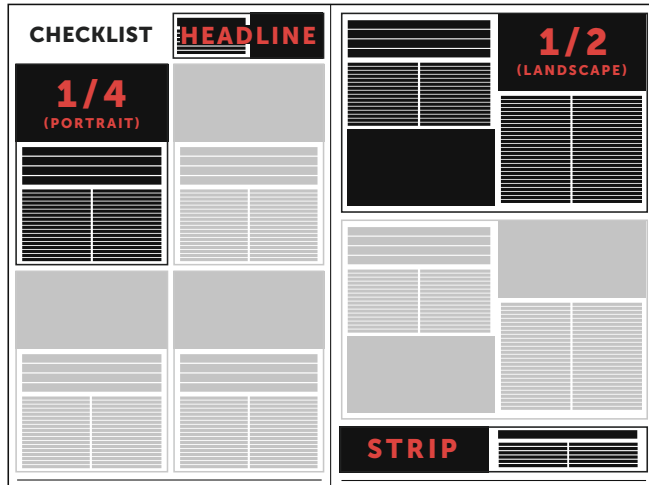 CHECKLIST
HEADLINE
1/4
(PORTRAIT)
1/2
(LANDSCAPE)
STRIP